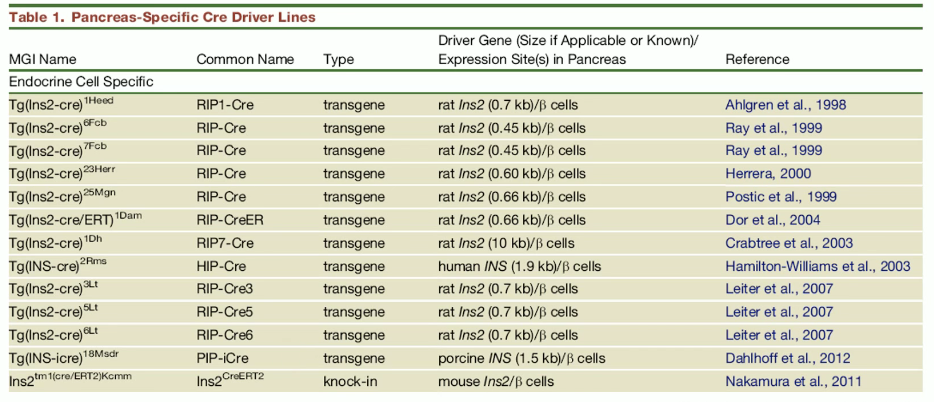 Table 1. Pancreas-Specific Cre Driver Lines
Driver Gene (Size if Applicable or Known)/
MGI Name Common Name Type Expression Site(s) in Pancreas Reference
Endocrine Cell Specific
Tg(Ins2-cre)1Heed RIP1-Cre transgene rat Ins2 (0.7 kb)/β cells Ahlgren et al., 1998
Tg(Ins2-cre)6Fcb RIP-Cre transgene rat Ins2 (0.45 kb)/β cells Ray et al., 1999
Tg(Ins2-cre)7Fcb RIP-Cre transgene rat Ins2 (0.45 kb)/β cells Ray et al., 1999
Tg(Ins2-cre)23Herr RIP-Cre transgene rat Ins2 (0.60 kb)/β cells Herrera, 2000
Tg(Ins2-cre)25Mgn RIP-Cre transgene rat Ins2 (0.66 kb)/β cells Postic et al., 1999
Tg(Ins2-cre/ERT)1Dam RIP-CreER transgene rat Ins2 (0.66 kb)/β cells Dor et al., 2004
Tg(Ins2-cre)1Dh RIP7-Cre transgene rat Ins2 (10 kb)/β cells Crabtree et al., 2003
Tg(INS-cre)2Rms HIP-Cre transgene human INS (1.9 kb)/β cells Hamilton-Williams et al., 2003
Tg(Ins2-cre)3Lt RIP-Cre3 transgene rat Ins2 (0.7 kb)/β cells Leiter et al., 2007
Tg(Ins2-cre)5Lt RIP-Cre5 transgene rat Ins2 (0.7 kb)/β cells Leiter et al., 2007
Tg(Ins2-cre)6Lt RIP-Cre6 transgene rat Ins2 (0.7 kb)/β cells Leiter et al., 2007
Tg(INS-icre)18Msdr PIP-iCre transgene porcine INS (1.5 kb)/β cells Dahlhoff et al., 2012
Ins2tm1(cre/ERT2)Kcmm Ins2CreERT2 knock-in mouse Ins2/β cells Nakamura et al., 2011